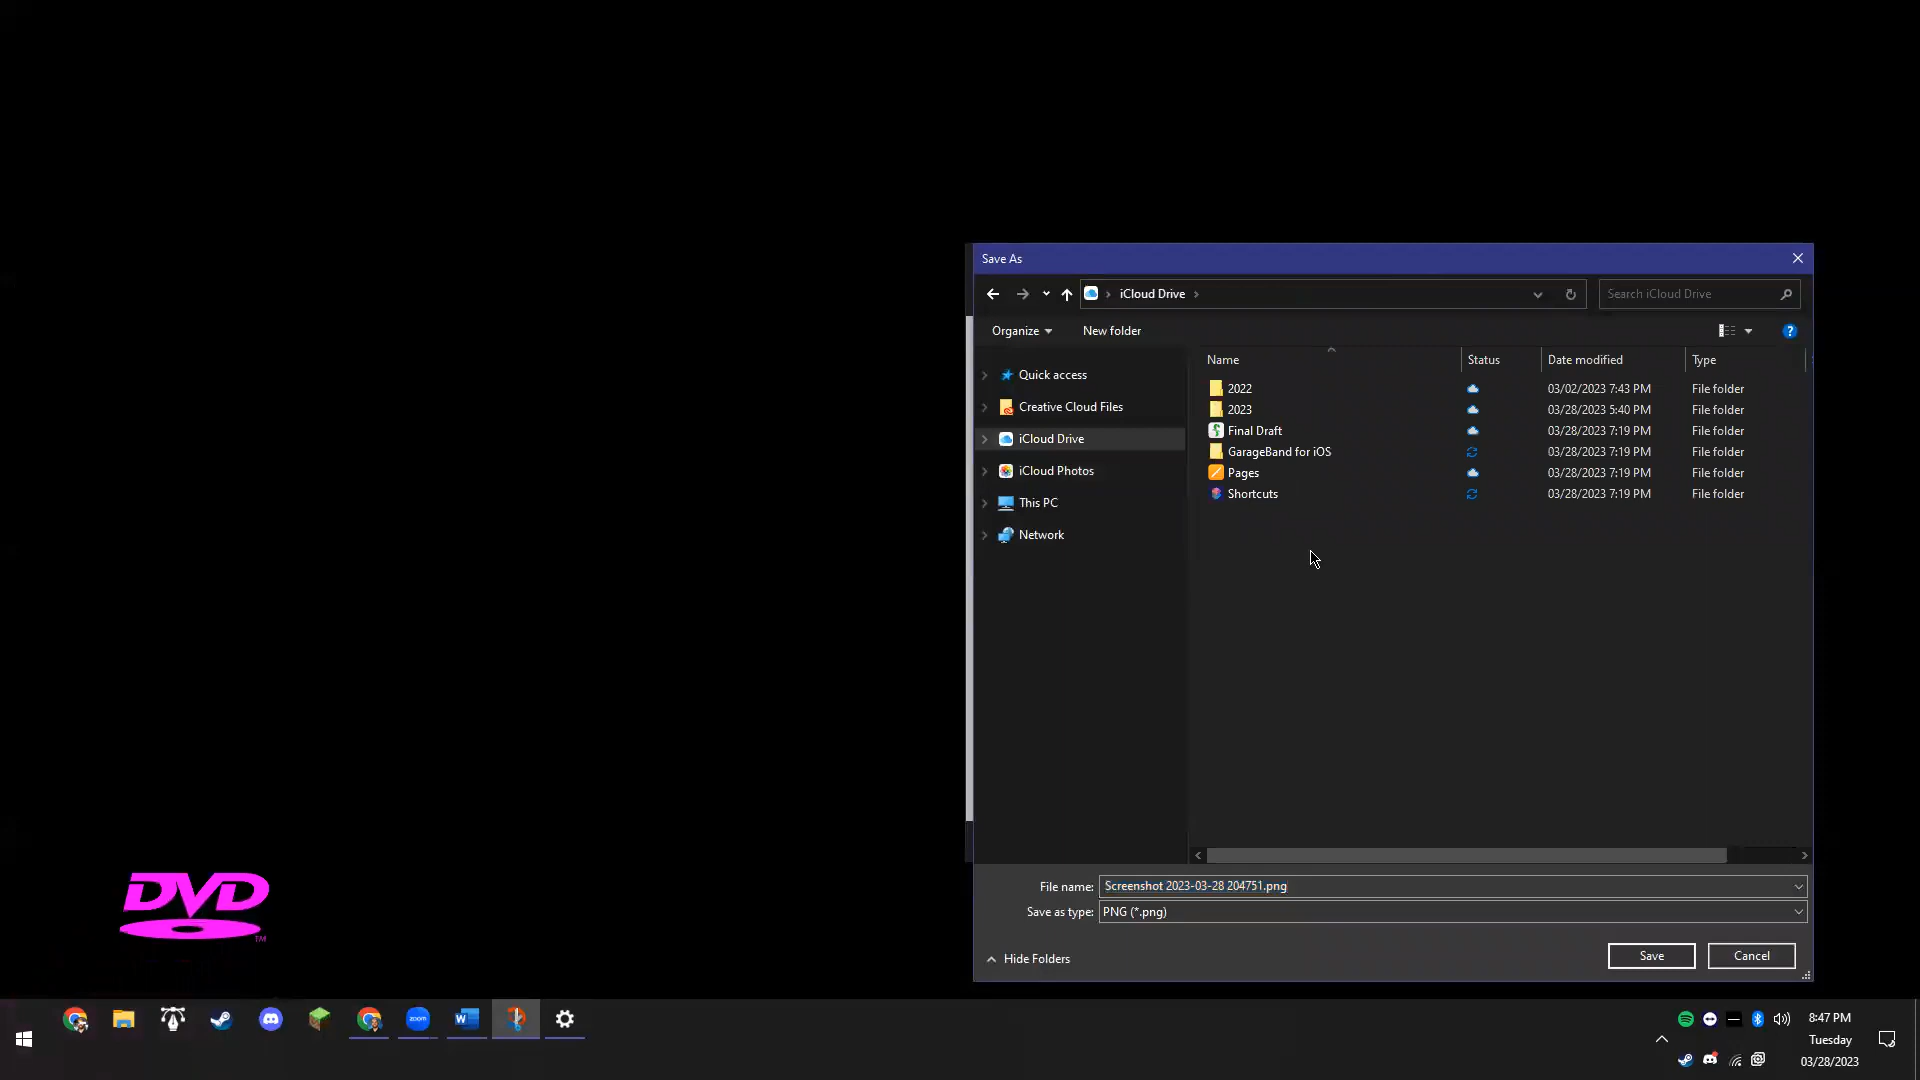 Save As
iCloud Drive
Search iCloud Drive
Organize
New folder
Name Status Date modified Type
Quick access
Creative Cloud Files
iCloud Drive
iCloud Photos
This PC
Network
2022 03/02/2023 7:43 PM File folder
2023 03/28/2023 5:40 PM File folder
Final Draft 03/28/2023 7:19 PM File folder
GarageBand for iOS 03/28/2023 7:19 PM File folder
Pages 03/28/2023 7:19 PM File folder
Shortcuts 03/28/2023 7:19 PM File folder
File name: Screenshot 2023-03-28 204751.png
Save as type: PNG (*.png)
Hide Folders
Save
Cancel
DVD
TM
zoom
W
8:47 PM
Tuesday
03/28/2023